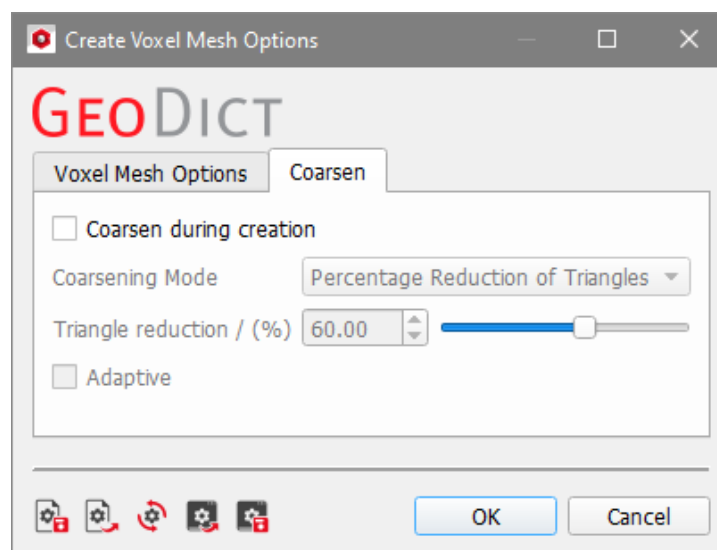 Create Voxel Mesh Options
GEODICT
Voxel Mesh Options Coarsen
Coarsen during creation
Coarsening Mode Percentage Reduction of Triangles
Triangle reduction / (%) 60.00
Adaptive
OK Cancel